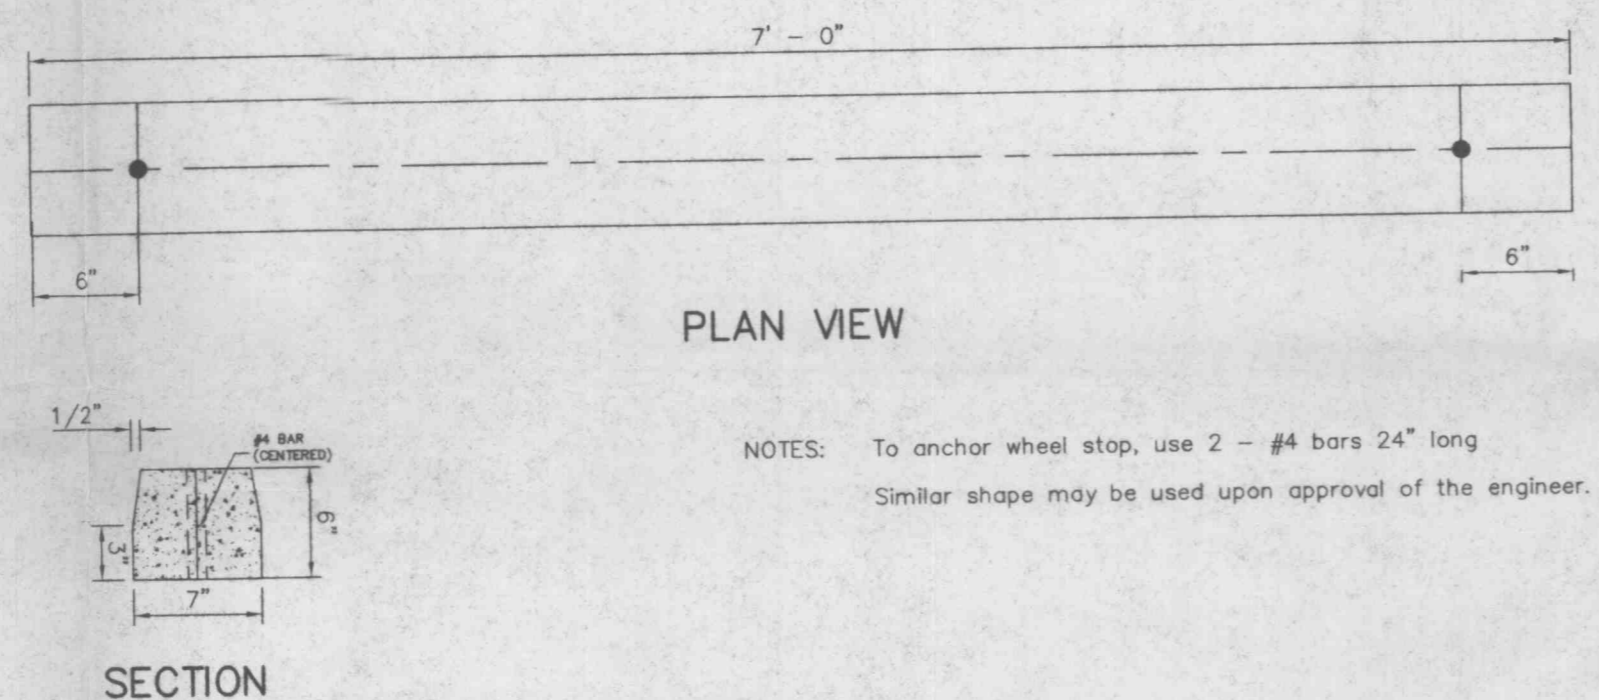 7' - 0"
6"
6"
PLAN VIEW
1/2"
#4 BAR
(CENTERED)
6"
3"
7"
SECTION
NOTES: To anchor wheel stop, use 2 - #4 bars 24" long
Similar shape may be used upon approval of the engineer.